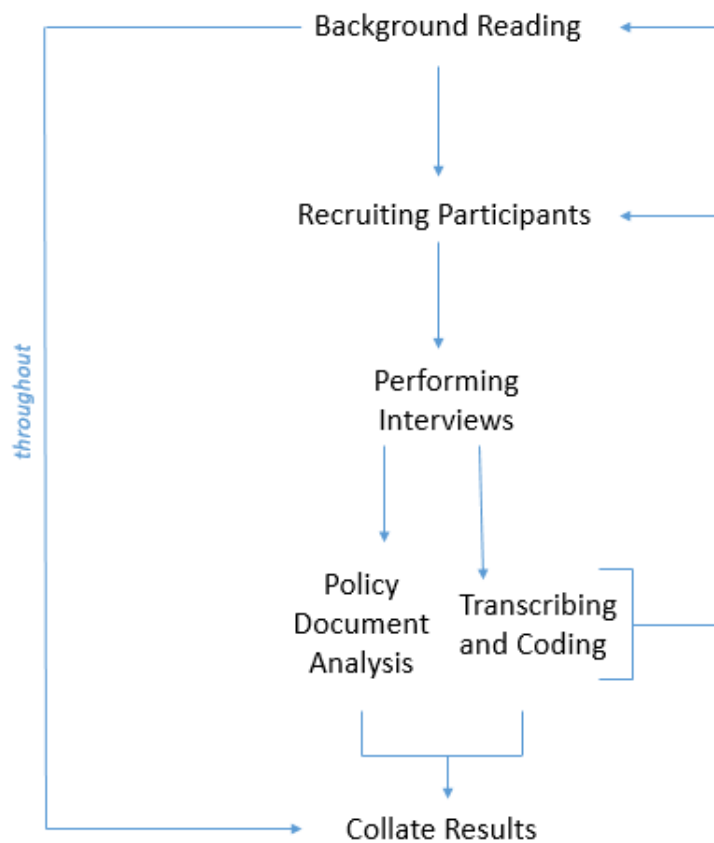 Background Reading
Recruiting Participants
throughout
Performing
Interviews
Policy
Document
Analysis
Transcribing
and Coding
Collate Results